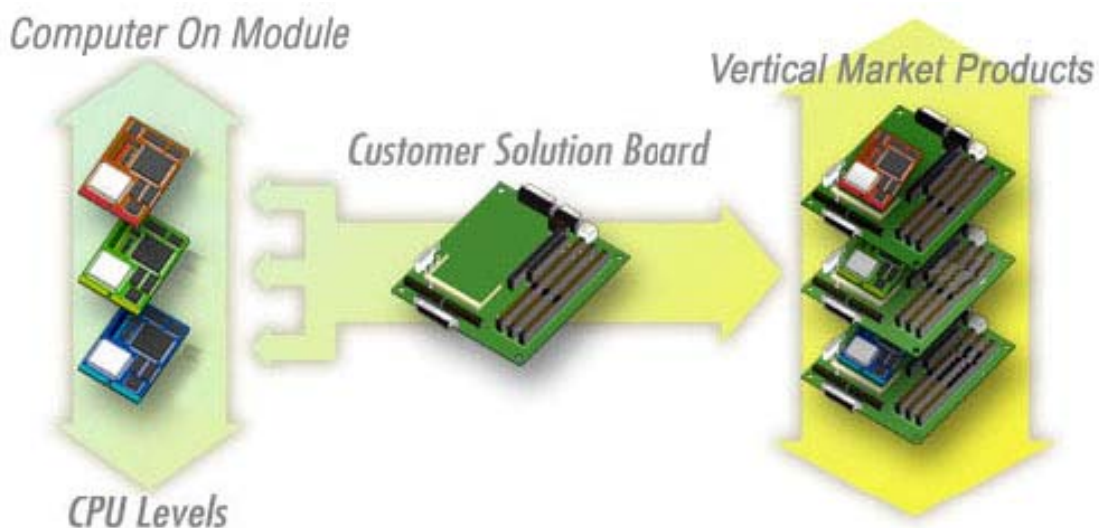 Computer On Module
Vertical Market Products
Customer Solution Board
CPU Levels